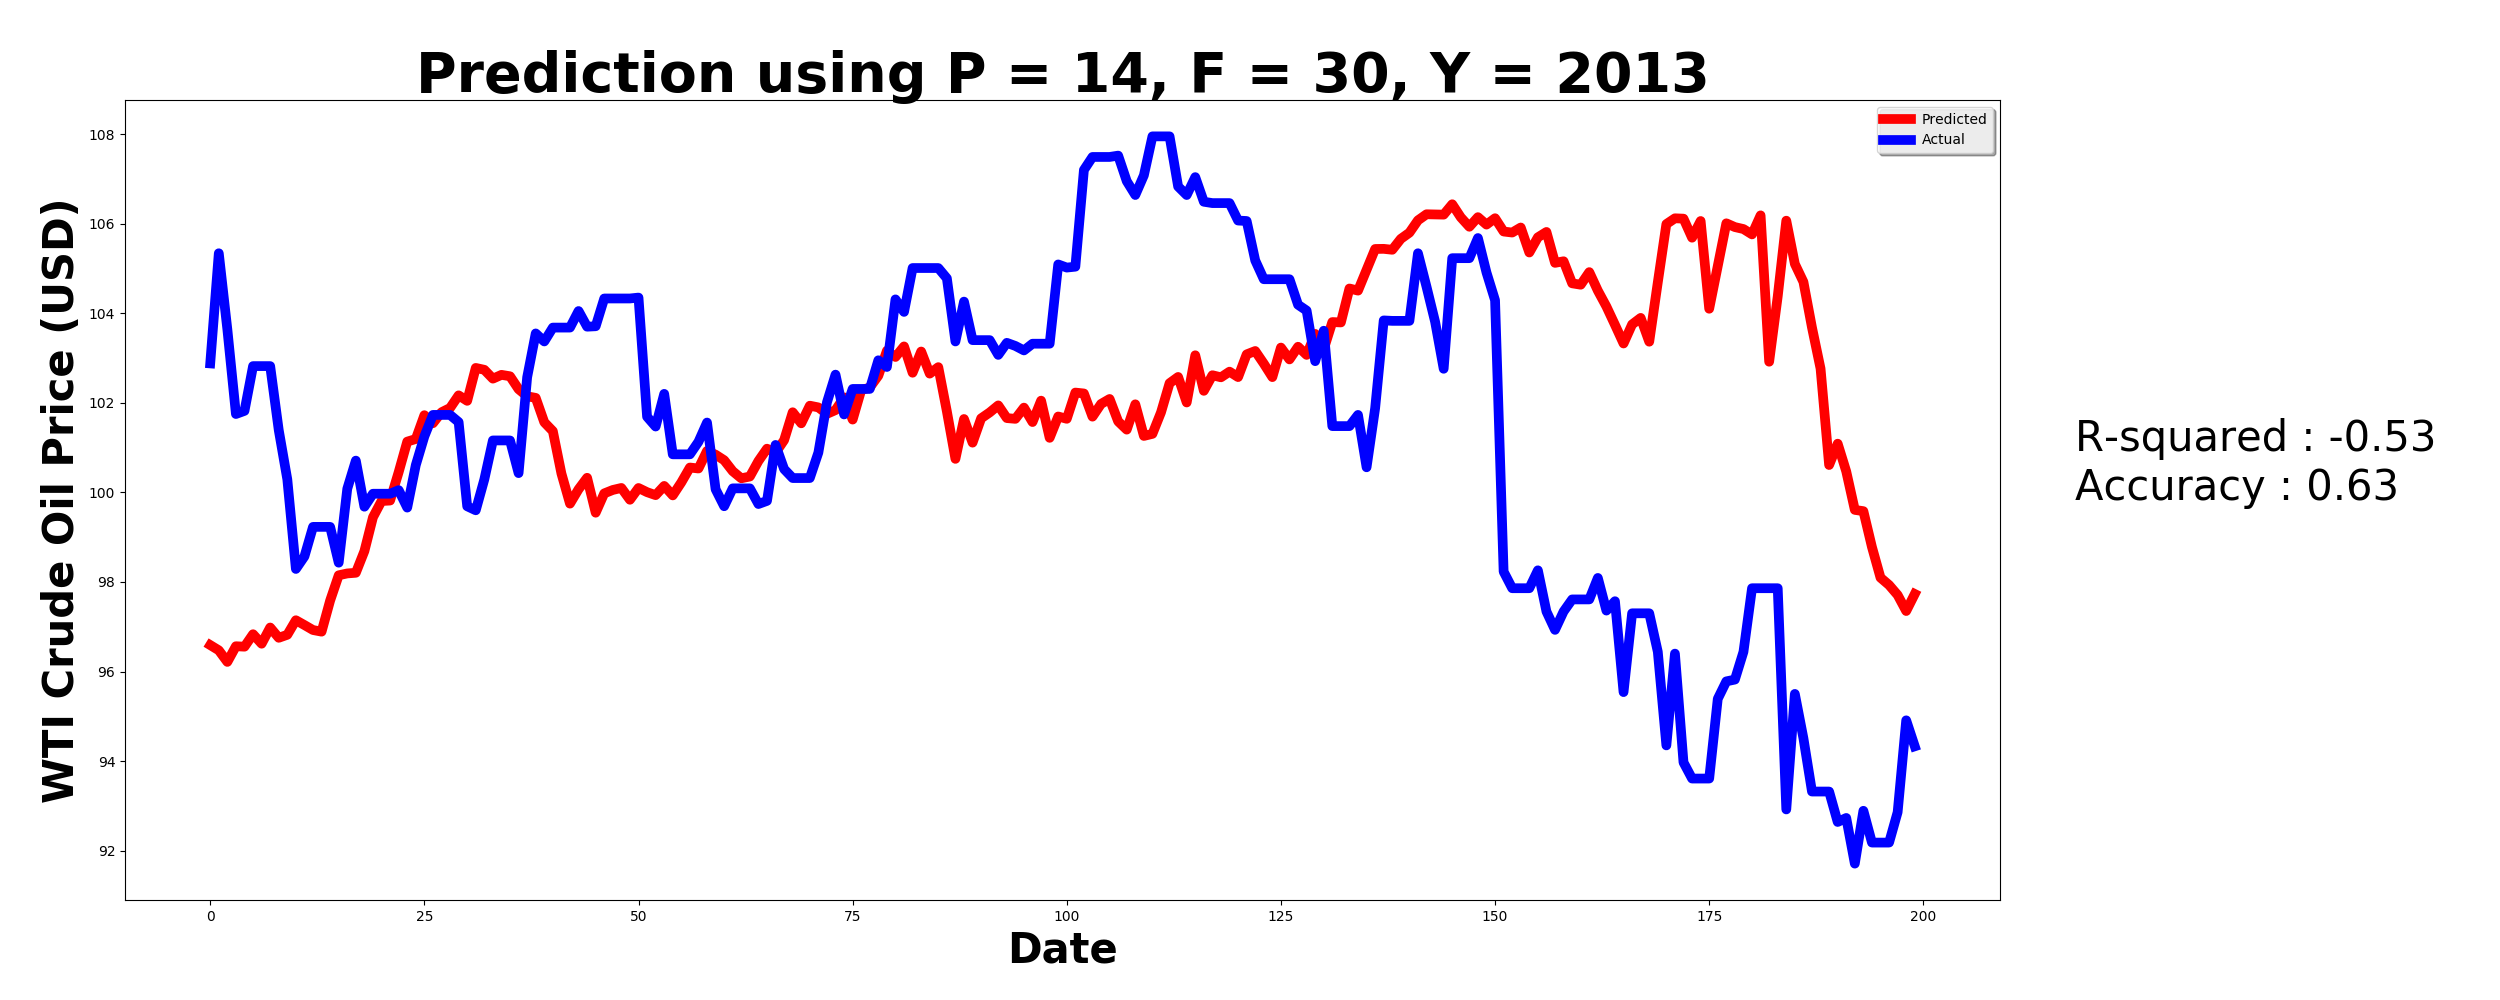 Prediction using P = 14, F = 30, Y = 2013
Predicted
Actual
WTI Crude Oil Price (USD)
108
106
104
102
100
98
96
94
92
0 25 50 75 100 125 150 175 200
Date
R-squared : -0.53
Accuracy : 0.63